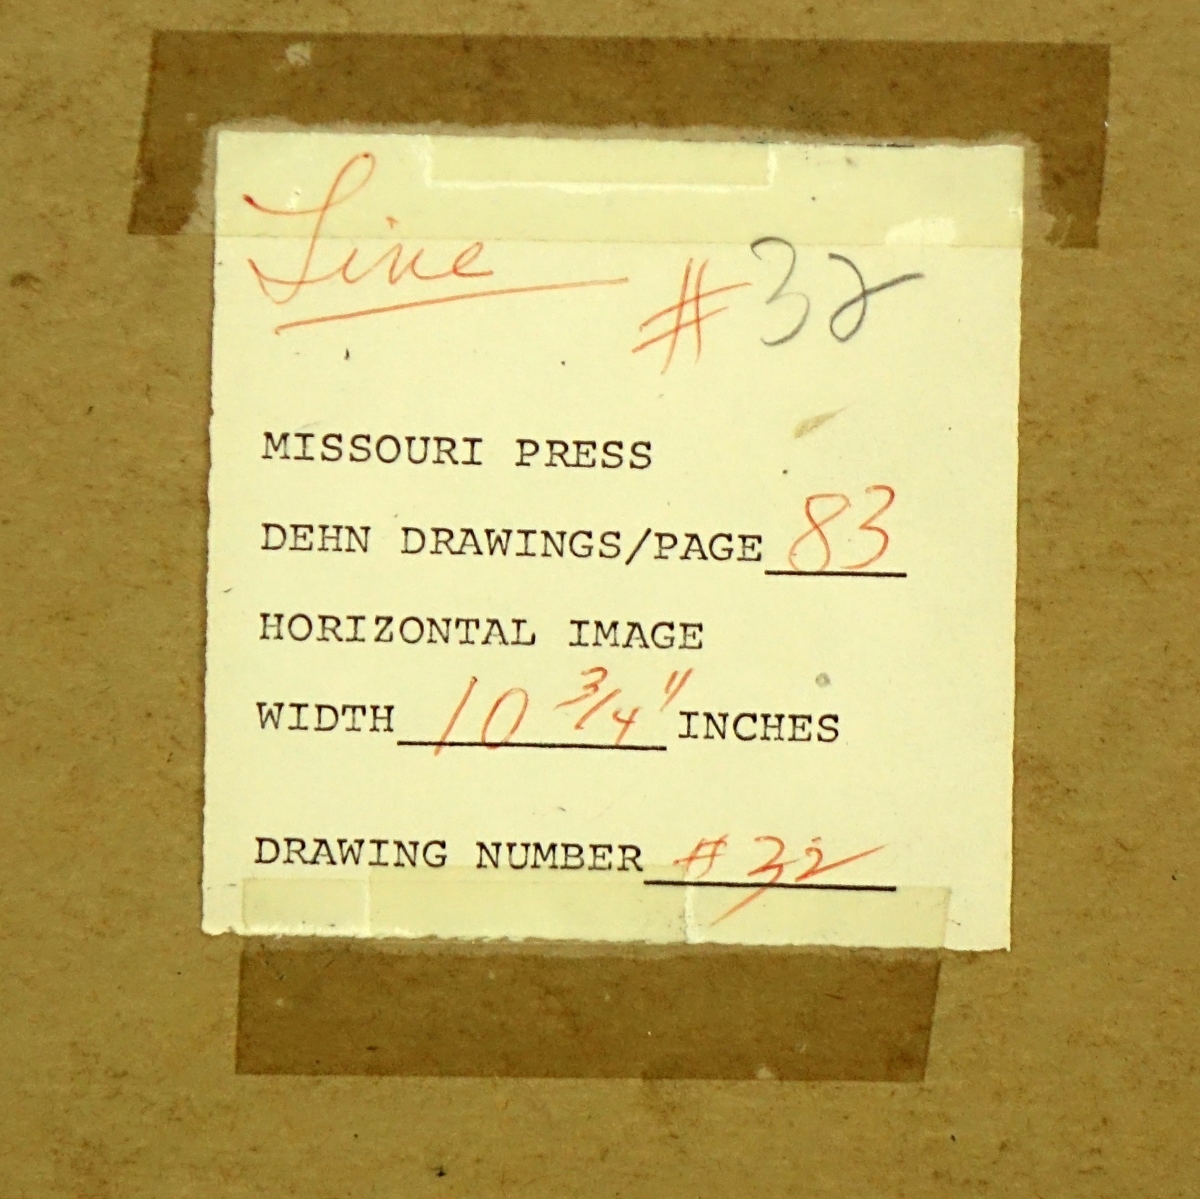 Line #32
MISSOURI PRESS
DEHN DRAWINGS/PAGE 83
HORIZONTAL IMAGE
WIDTH 10 3/4" INCHES
DRAWING NUMBER #32